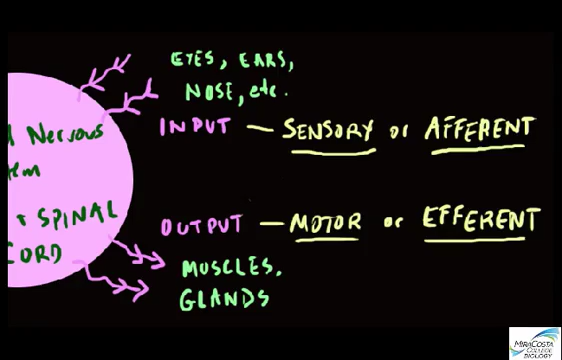 EYES, EARS,
NOSE, etc.
INPUT — SENSORY or AFFERENT
Nervous
+ SPINAL
CORD
OUTPUT — MOTOR or EFFERENT
MUSCLES.
GLANDS
MIRACOSTA
COLLEGE
BIOLOGY